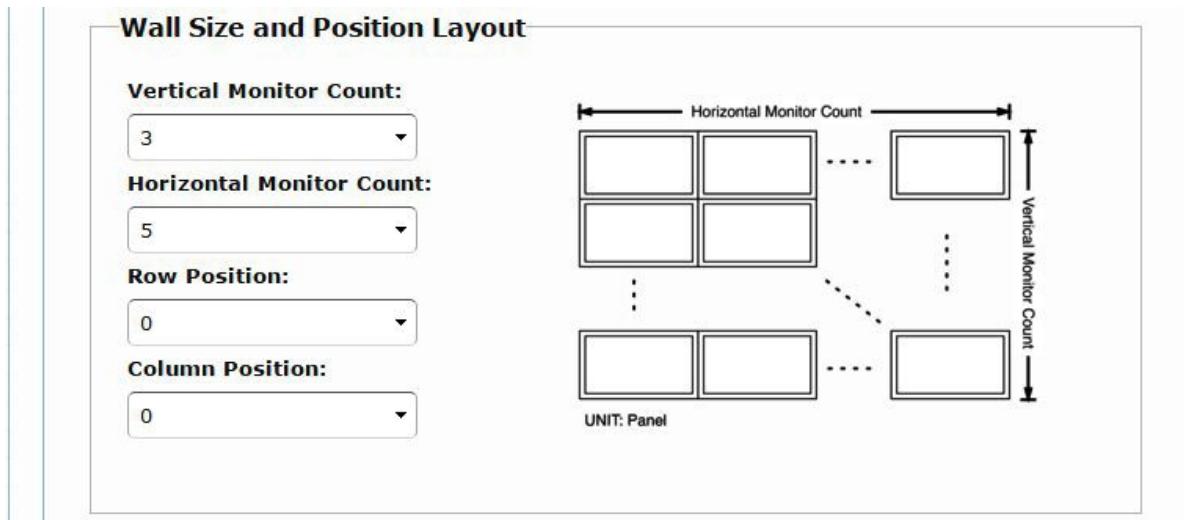 Wall Size and Position Layout
Vertical Monitor Count:
3
Horizontal Monitor Count:
5
Row Position:
0
Column Position:
0
Horizontal Monitor Count
Vertical Monitor Count
UNIT: Panel